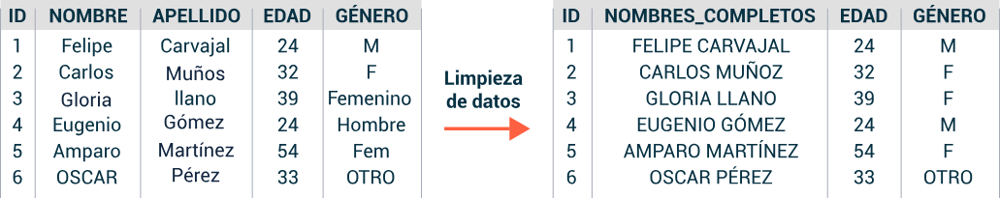 ID NOMBRE APELLIDO EDAD GÉNERO
1 Felipe Carvajal 24 M
2 Carlos Muños 32 F
3 Gloria llano 39 Femenino
4 Eugenio Gómez 24 Hombre
5 Amparo Martínez 54 Fem
6 OSCAR Pérez 33 OTRO
Limpieza
de datos
ID NOMBRES_COMPLETOS EDAD GÉNERO
1 FELIPE CARVAJAL 24 M
2 CARLOS MUÑOZ 32 F
3 GLORIA LLANO 39 F
4 EUGENIO GÓMEZ 24 M
5 AMPARO MARTÍNEZ 54 F
6 OSCAR PÉREZ 33 OTRO